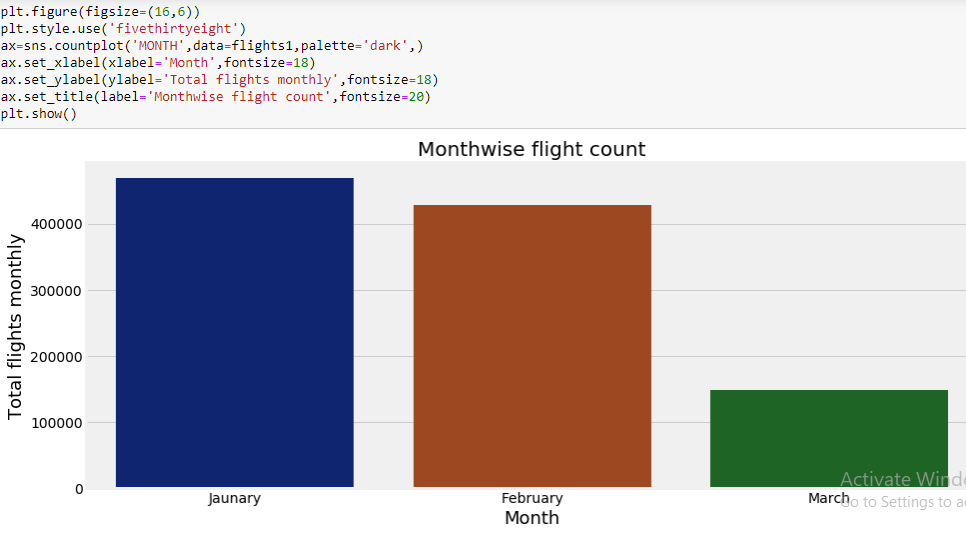 plt.figure(figsize=(16,6))
plt.style.use('fivethirtyeight')
ax=sns.countplot('MONTH',data=flights1,palette='dark',)
ax.set_xlabel(xlabel='Month',fontsize=18)
ax.set_ylabel(ylabel='Total flights monthly',fontsize=18)
ax.set_title(label='Monthwise flight count',fontsize=20)
plt.show()
Monthwise flight count
Total flights monthly
400000
300000
200000
100000
0
Jaunary February March
Month
Activate Windo
Go to Settings to a